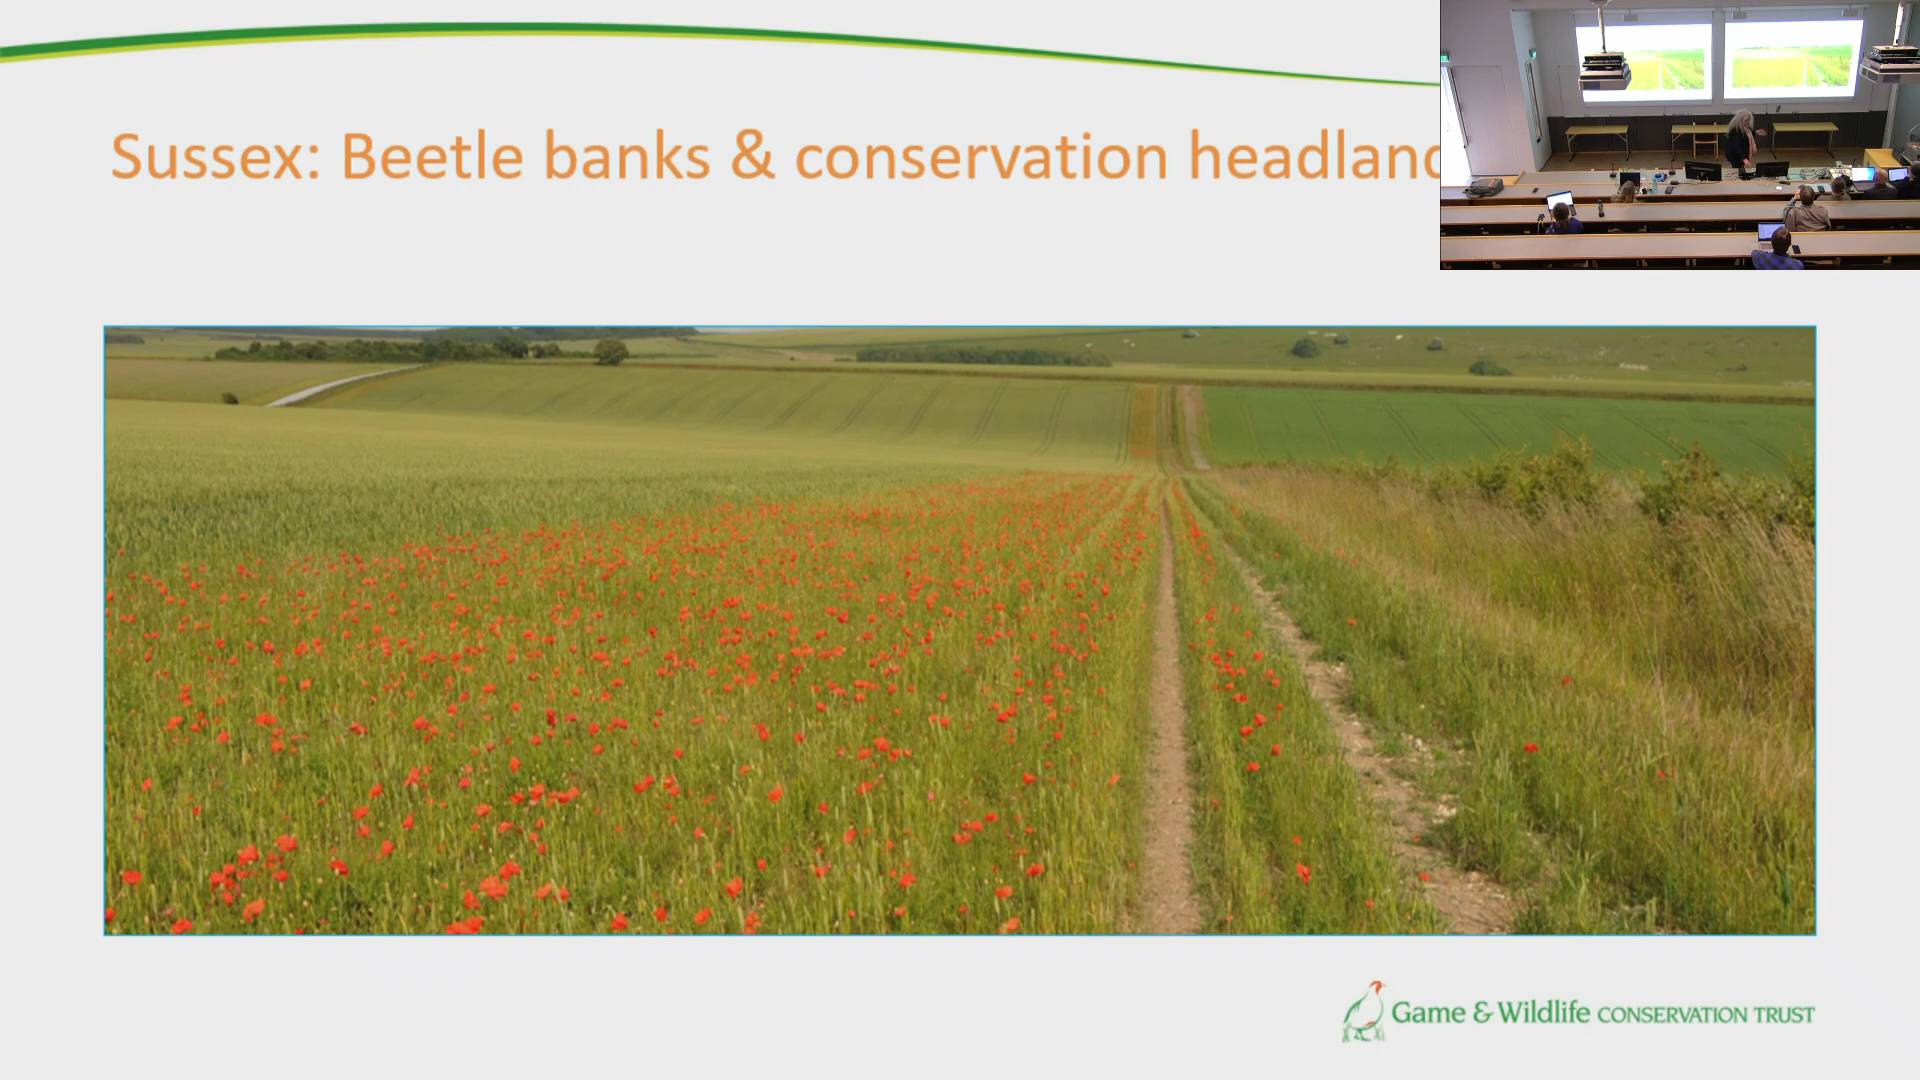 Sussex: Beetle banks & conservation headland
Game & Wildlife CONSERVATION TRUST